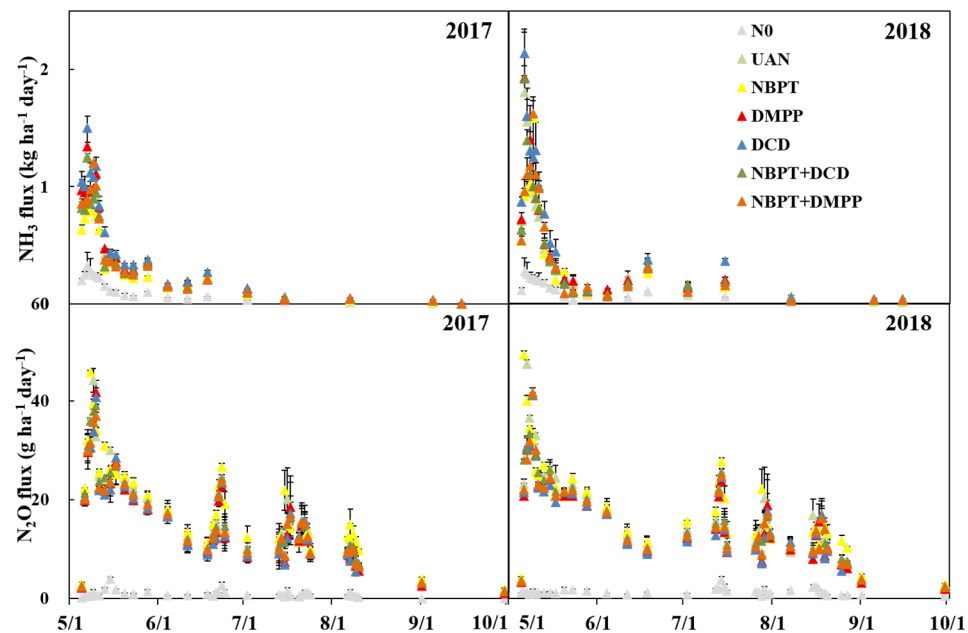 2017
2018
NH₃ flux (kg ha⁻¹ day⁻¹)
2
1
60
N0
UAN
NBPT
DMPP
DCD
NBPT+DCD
NBPT+DMPP
2017
2018
N₂O flux (g ha⁻¹ day⁻¹)
40
20
0
5/1 6/1 7/1 8/1 9/1 10/1 5/1 6/1 7/1 8/1 9/1 10/1